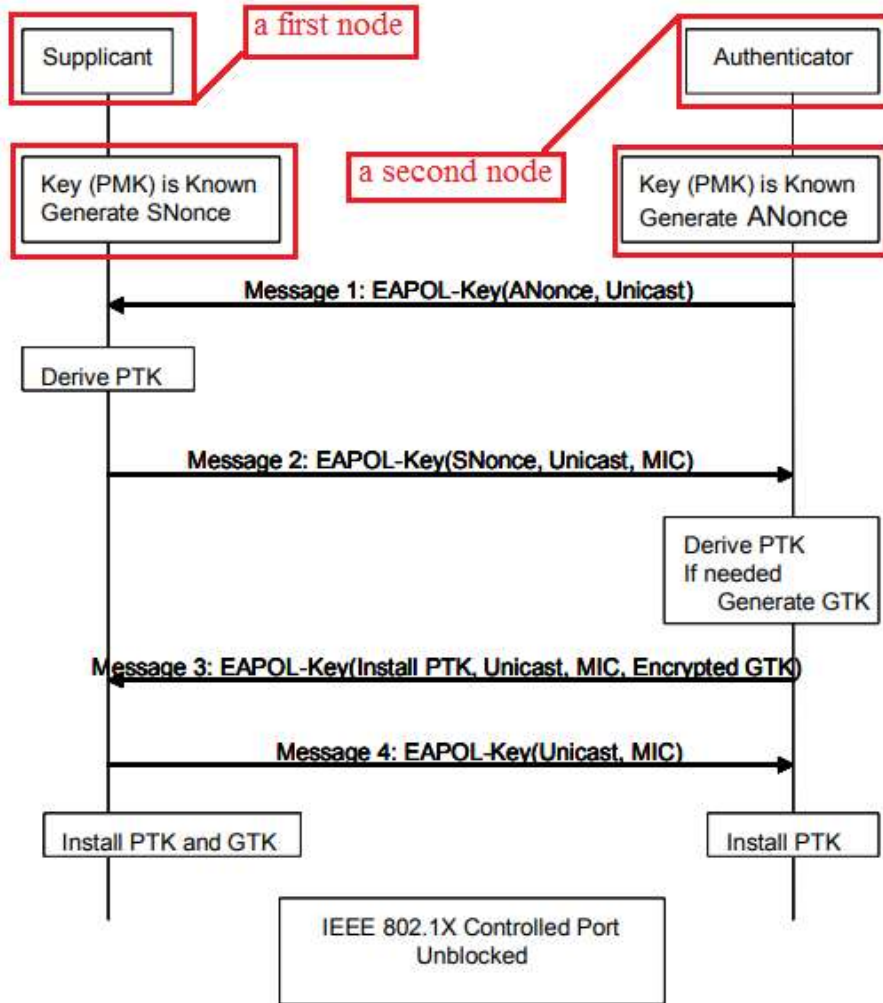 a first node
Supplicant
Authenticator
a second node
Key (PMK) is Known
Generate SNonce
Key (PMK) is Known
Generate ANonce
Message 1: EAPOL-Key(ANonce, Unicast)
Derive PTK
Message 2: EAPOL-Key(SNonce, Unicast, MIC)
Derive PTK
If needed
Generate GTK
Message 3: EAPOL-Key(Install PTK, Unicast, MIC, Encrypted GTK)
Message 4: EAPOL-Key(Unicast, MIC)
Install PTK and GTK
Install PTK
IEEE 802.1X Controlled Port
Unblocked